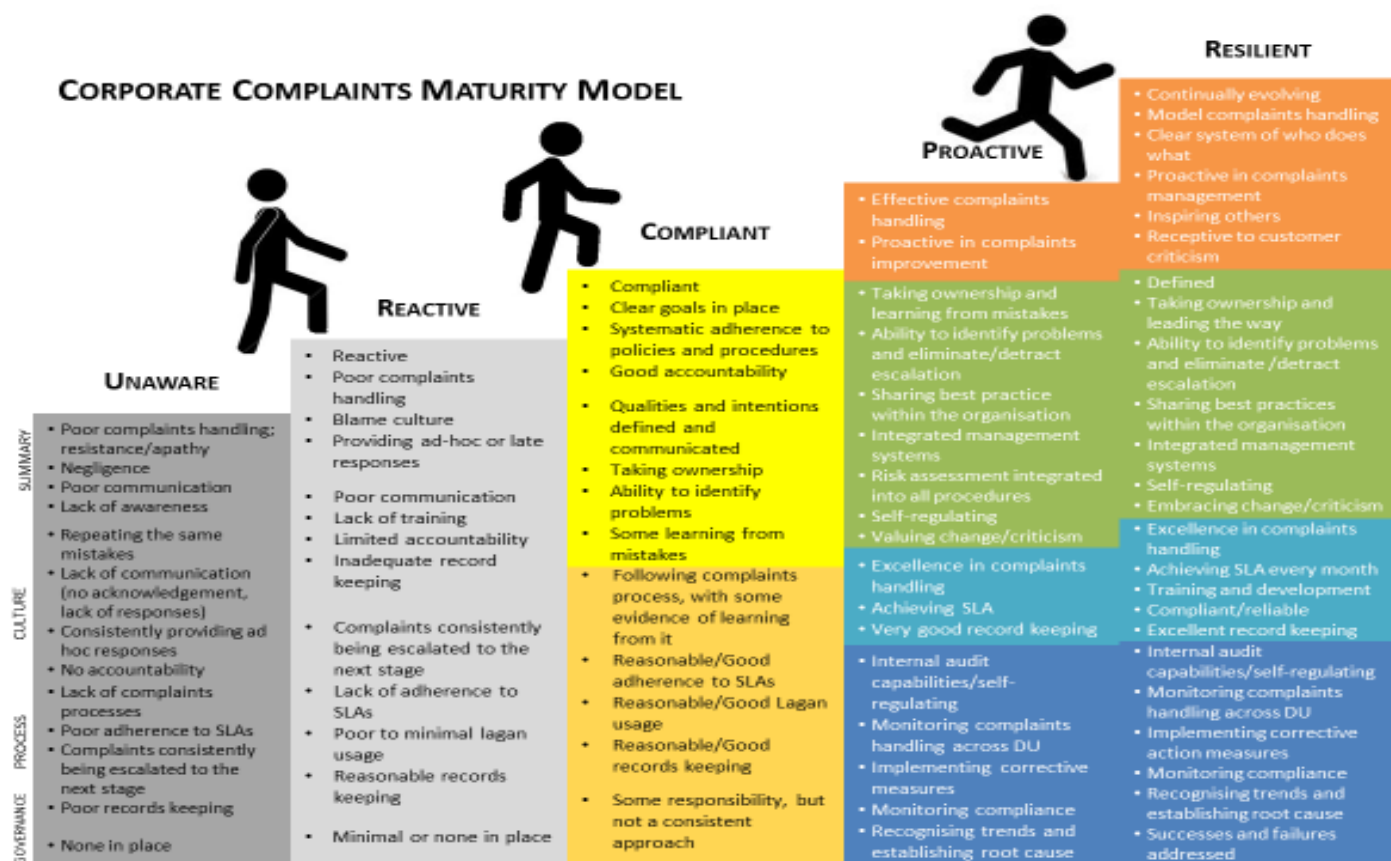 CORPORATE COMPLAINTS MATURITY MODEL
UNAWARE
SUMMARY
CULTURE
PROCESS
GOVERNANCE
• Poor complaints handling;
resistance/apathy
• Negligence
• Poor communication
• Lack of awareness
• Repeating the same
mistakes
• Lack of communication
(no acknowledgement,
lack of responses)
• Consistently providing ad
hoc responses
• No accountability
• Lack of complaints
processes
• Poor adherence to SLAs
• Complaints consistently
being escalated to the
next stage
• Poor records keeping
• None in place
REACTIVE
• Reactive
• Poor complaints
handling
• Blame culture
• Providing ad-hoc or late
responses
• Poor communication
• Lack of training
• Limited accountability
• Inadequate record
keeping
• Complaints consistently
being escalated to the
next stage
• Lack of adherence to
SLAs
• Poor to minimal lagan
usage
• Reasonable records
keeping
• Minimal or none in place
COMPLIANT
• Compliant
• Clear goals in place
• Systematic adherence to
policies and procedures
• Good accountability
• Qualities and intentions
defined and
communicated
• Taking ownership
• Ability to identify
problems
• Some learning from
mistakes
• Following complaints
process, with some
evidence of learning
from it
• Reasonable/Good
adherence to SLAs
• Reasonable/Good Lagan
usage
• Reasonable/Good
records keeping
• Some responsibility, but
not a consistent
approach
PROACTIVE
• Effective complaints
handling
• Proactive in complaints
improvement
• Taking ownership and
learning from mistakes
• Ability to identify problems
and eliminate/detract
escalation
• Sharing best practice
within the organisation
• Integrated management
systems
• Risk assessment integrated
into all procedures
• Self-regulating
• Valuing change/criticism
• Excellence in complaints
handling
• Achieving SLA
• Very good record keeping
• Internal audit
capabilities/self-
regulating
• Monitoring complaints
handling across DU
• Implementing corrective
measures
• Monitoring compliance
• Recognising trends and
establishing root cause
RESILIENT
• Continually evolving
• Model complaints handling
• Clear system of who does
what
• Proactive in complaints
management
• Inspiring others
• Receptive to customer
criticism
• Defined
• Taking ownership and
leading the way
• Ability to identify problems
and eliminate /detract
escalation
• Sharing best practices
within the organisation
• Integrated management
systems
• Self-regulating
• Embracing change/criticism
• Excellence in complaints
handling
• Achieving SLA every month
• Training and development
• Compliant/reliable
• Excellent record keeping
• Internal audit
capabilities/self-regulating
• Monitoring complaints
handling across DU
• Implementing corrective
action measures
• Monitoring compliance
• Recognising trends and
establishing root cause
• Successes and failures
addressed